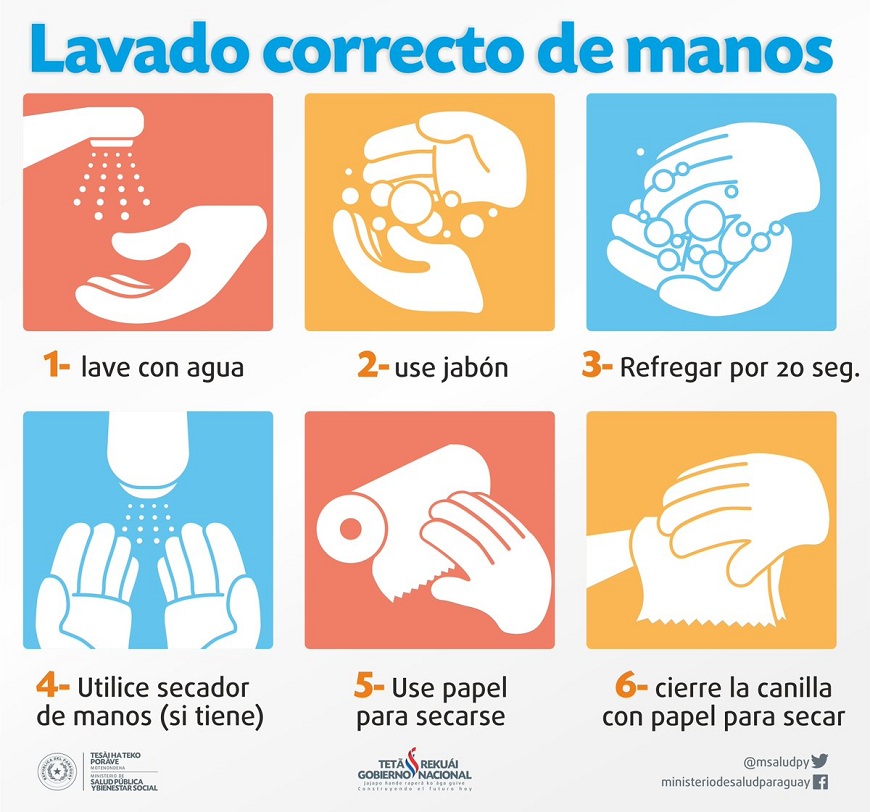 Lavado correcto de manos
1- lave con agua
2- use jabón
3- Refregar por 20 seg.
4- Utilice secador
de manos (si tiene)
5- Use papel
para secarse
6- cierre la canilla
con papel para secar
TESÃI HA TEKO
PORÃVE
MOTENONDEHA
MINISTERIO DE
SALUD PÚBLICA
Y BIENESTAR SOCIAL
TETÃ REKUÁI
GOBIERNO NACIONAL
Construyendo el futuro hoy
@msaludpy
ministeriodesaludparaguay